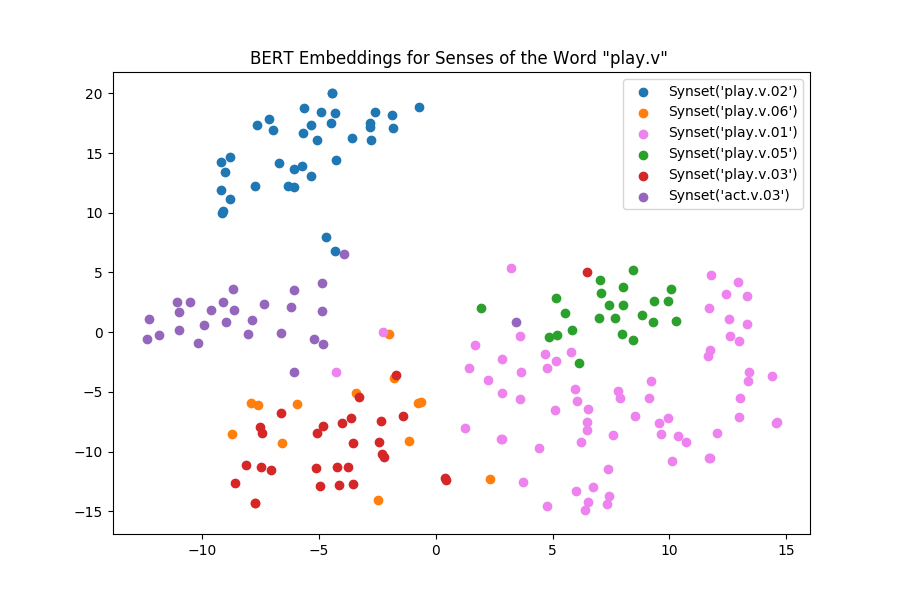 BERT Embeddings for Senses of the Word "play.v"
20
15
10
5
0
−5
−10
−15
−10
−5
0
5
10
15
Synset('play.v.02')
Synset('play.v.06')
Synset('play.v.01')
Synset('play.v.05')
Synset('play.v.03')
Synset('act.v.03')